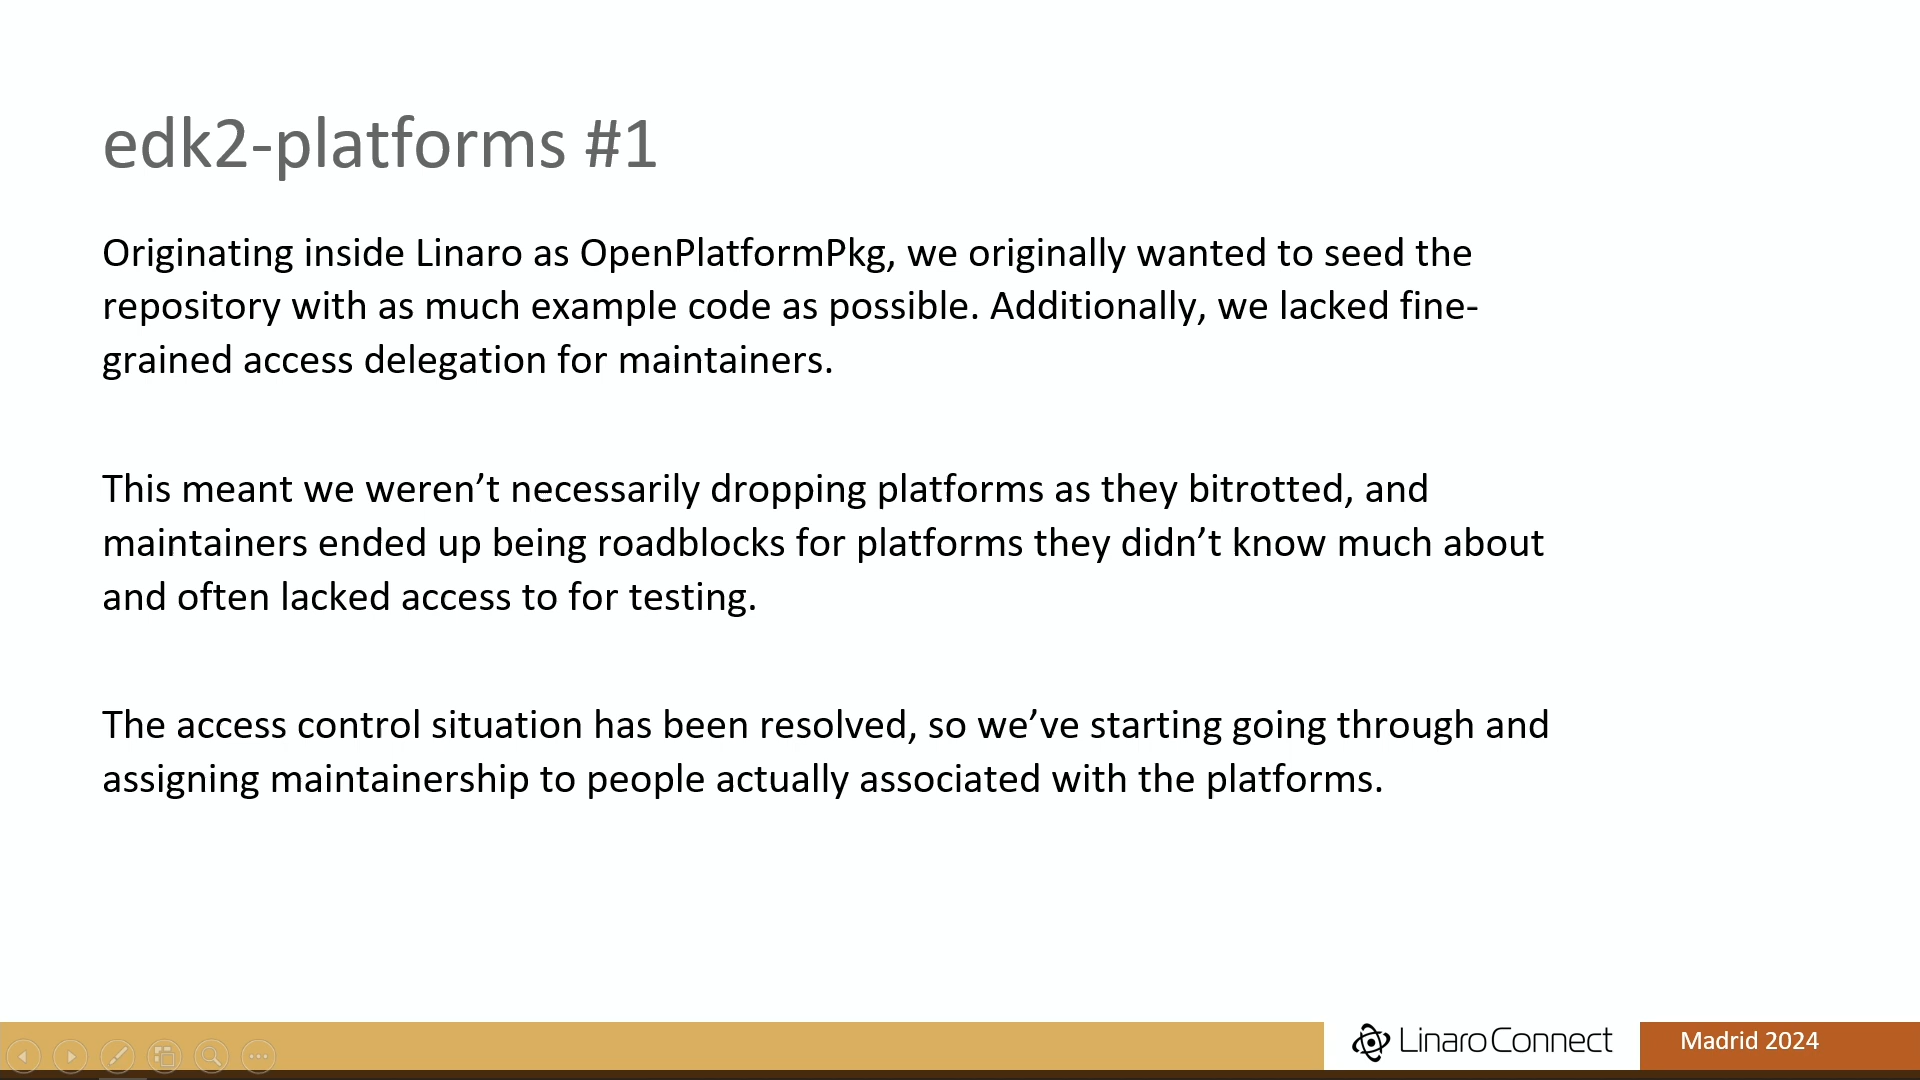 edk2-platforms #1
Originating inside Linaro as OpenPlatformPkg, we originally wanted to seed the
repository with as much example code as possible. Additionally, we lacked fine-
grained access delegation for maintainers.
This meant we weren’t necessarily dropping platforms as they bitrotted, and
maintainers ended up being roadblocks for platforms they didn’t know much about
and often lacked access to for testing.
The access control situation has been resolved, so we’ve starting going through and
assigning maintainership to people actually associated with the platforms.
Linaro Connect
Madrid 2024